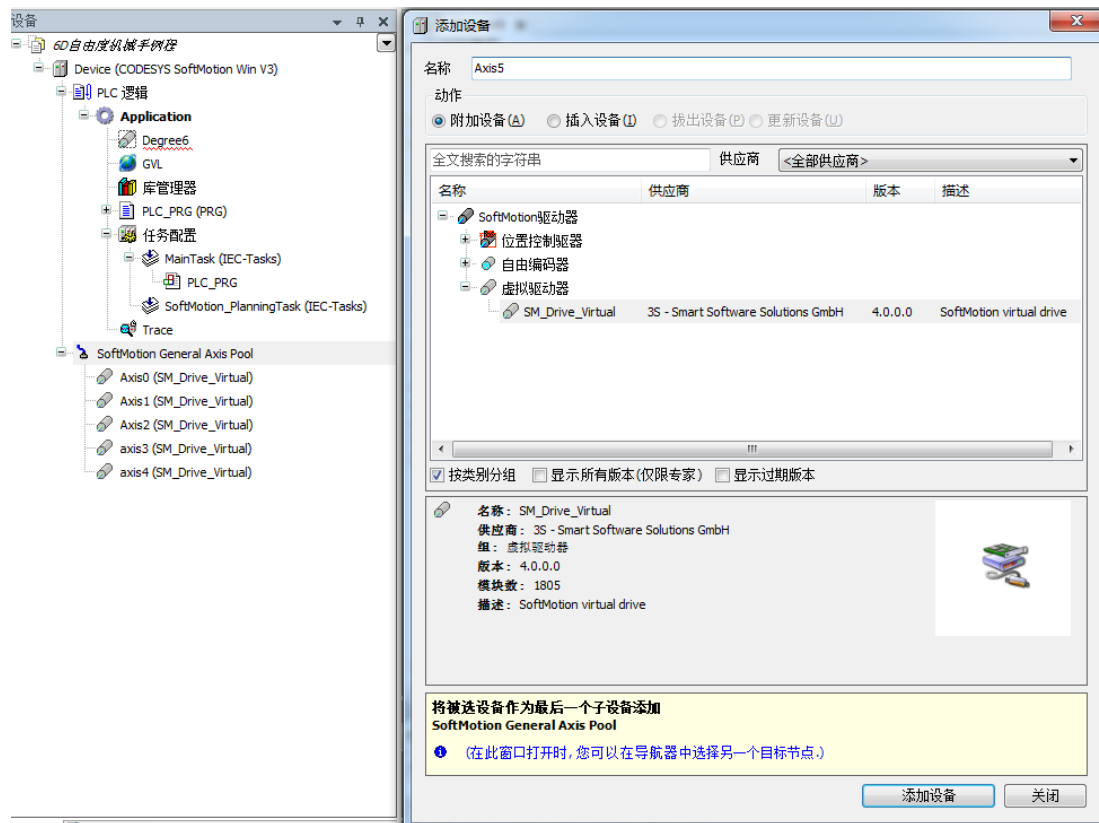 设备
6D自由度机械手例程
Device (CODESYS SoftMotion Win V3)
PLC 逻辑
Application
Degree6
GVL
库管理器
PLC_PRG (PRG)
任务配置
MainTask (IEC-Tasks)
PLC_PRG
SoftMotion_PlanningTask (IEC-Tasks)
Trace
SoftMotion General Axis Pool
Axis0 (SM_Drive_Virtual)
Axis1 (SM_Drive_Virtual)
Axis2 (SM_Drive_Virtual)
axis3 (SM_Drive_Virtual)
axis4 (SM_Drive_Virtual)
添加设备
名称 Axis5
动作
附加设备(A) 插入设备(I) 拔出设备(P) 更新设备(U)
全文搜索的字符串 供应商 <全部供应商>
名称 供应商 版本 描述
SoftMotion驱动器
位置控制驱器
自由编码器
虚拟驱动器
SM_Drive_Virtual 3S - Smart Software Solutions GmbH 4.0.0.0 SoftMotion virtual drive
按类别分组 显示所有版本(仅限专家) 显示过期版本
名称: SM_Drive_Virtual
供应商: 3S - Smart Software Solutions GmbH
组: 虚拟驱动器
版本: 4.0.0.0
模块数: 1805
描述: SoftMotion virtual drive
将被选设备作为最后一个子设备添加
SoftMotion General Axis Pool
(在此窗口打开时,您可以在导航器中选择另一个目标节点.)
添加设备 关闭